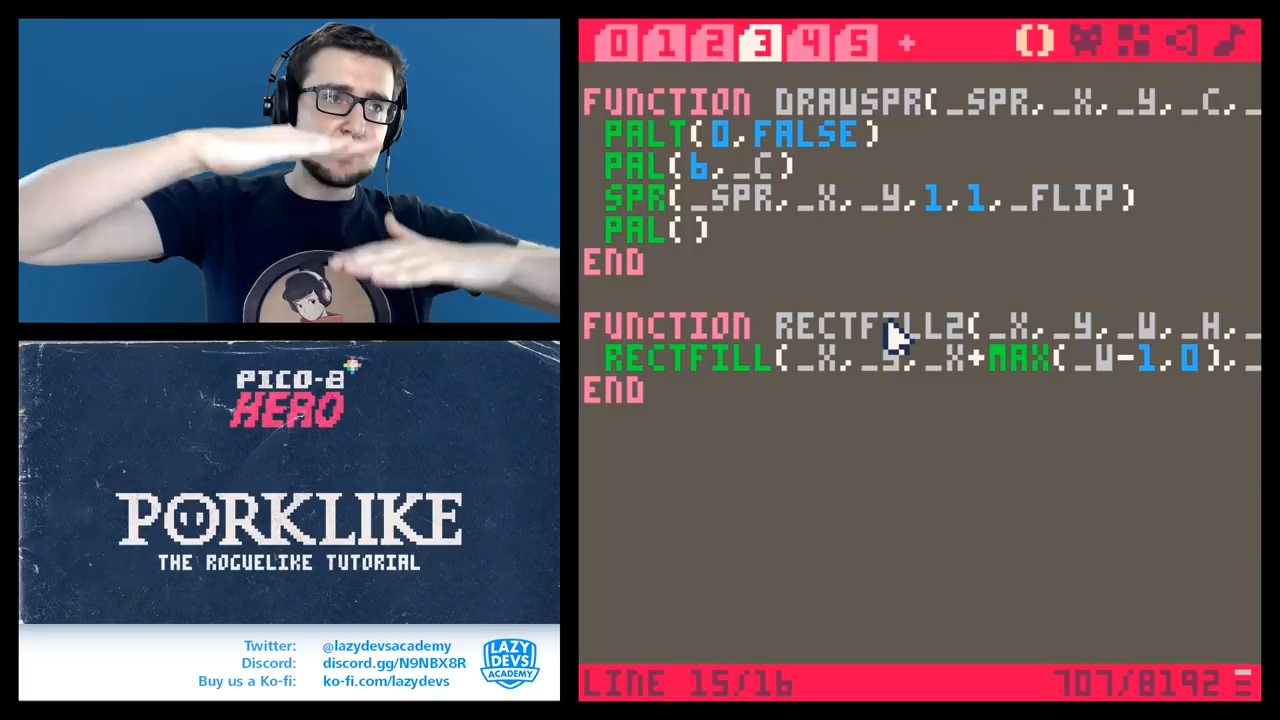 0 1 2 3 4 5 +
FUNCTION DRAWSPR(_SPR,_X,_Y,_C,_
PALT(0,FALSE)
PAL(6,_C)
SPR(_SPR,_X,_Y,1,1,_FLIP)
PAL()
END
FUNCTION RECTFILL2(_X,_Y,_W,_H,_
RECTFILL(_X,_Y,_X+MAX(_W-1,0),_
END
LINE 15/16
707/8192
PICO-8
HERO
PORKLIKE
THE ROGUELIKE TUTORIAL
Twitter: @lazydevsacademy
Discord: discord.gg/N9NBX8R
Buy us a Ko-fi: ko-fi.com/lazydevs
LAZY
DEVS
ACADEMY